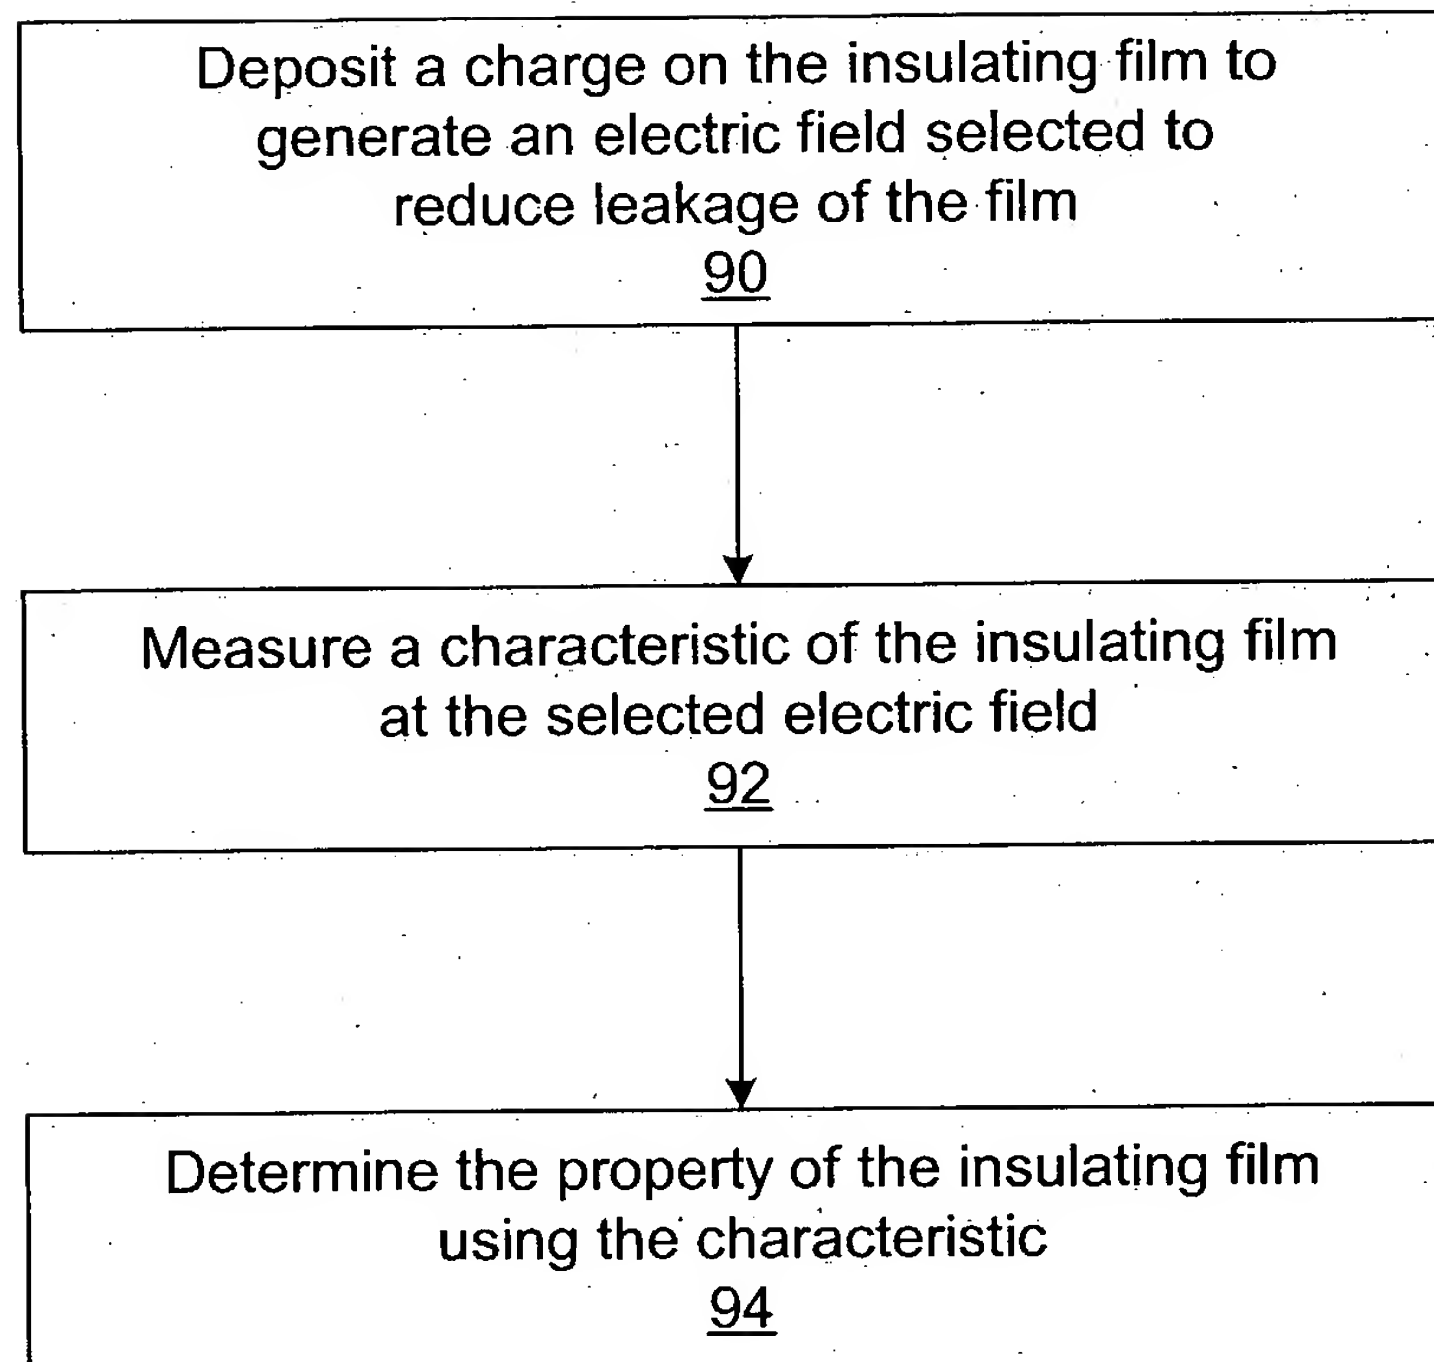 Deposit a charge on the insulating film to
generate an electric field selected to
reduce leakage of the film
90
Measure a characteristic of the insulating film
at the selected electric field
92
Determine the property of the insulating film
using the characteristic
94